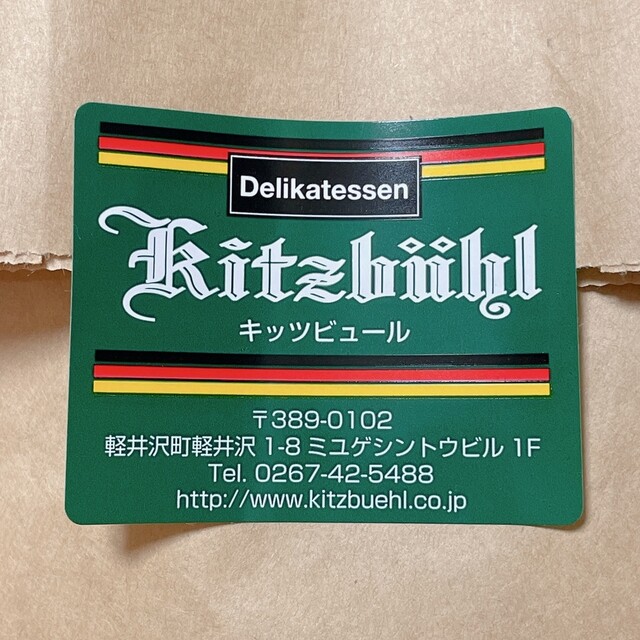 Delikatessen
Kitzbühl
キッツビュール
〒389-0102
軽井沢町軽井沢 1-8 ミユゲシントウビル 1F
Tel. 0267-42-5488
http://www.kitzbuehl.co.jp